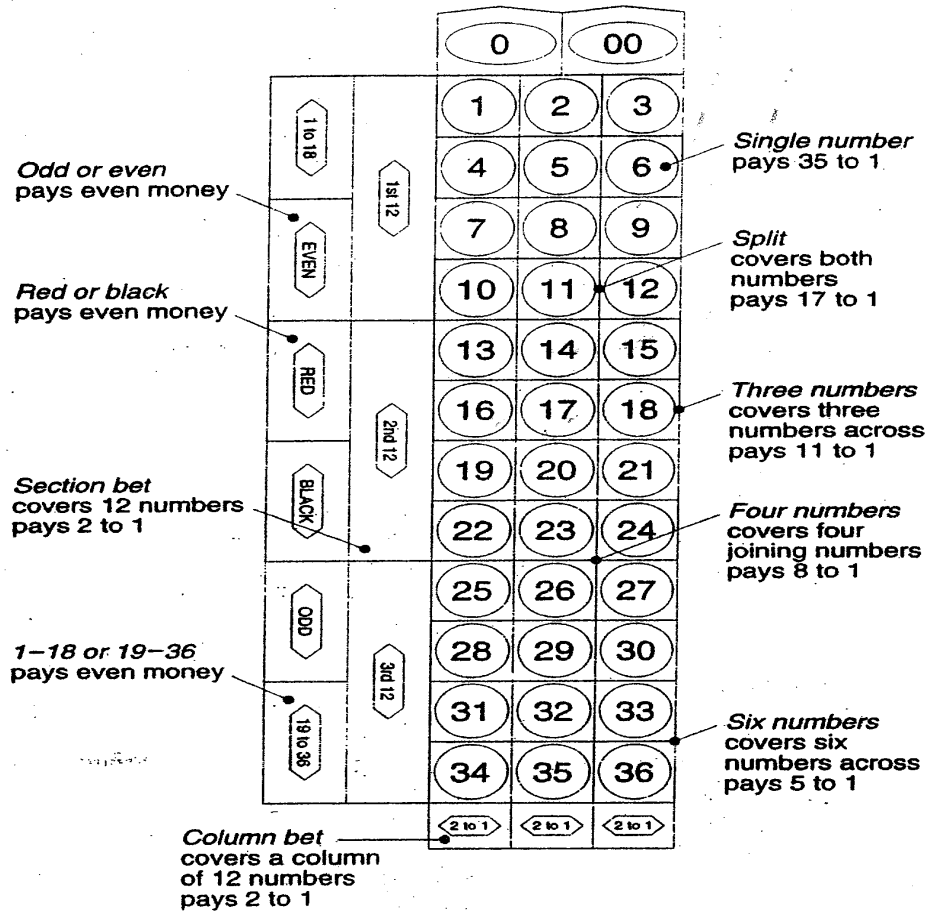 0 00
1 2 3
4 5 6
7 8 9
10 11 12
13 14 15
16 17 18
19 20 21
22 23 24
25 26 27
28 29 30
31 32 33
34 35 36
2 to 1 2 to 1 2 to 1
1 to 18
EVEN
RED
BLACK
ODD
19 to 36
1st 12
2nd 12
3rd 12
Odd or even
pays even money
Red or black
pays even money
Section bet
covers 12 numbers
pays 2 to 1
1–18 or 19–36
pays even money
Column bet
covers a column
of 12 numbers
pays 2 to 1
Single number
pays 35 to 1
Split
covers both
numbers
pays 17 to 1
Three numbers
covers three
numbers across
pays 11 to 1
Four numbers
covers four
joining numbers
pays 8 to 1
Six numbers
covers six
numbers across
pays 5 to 1